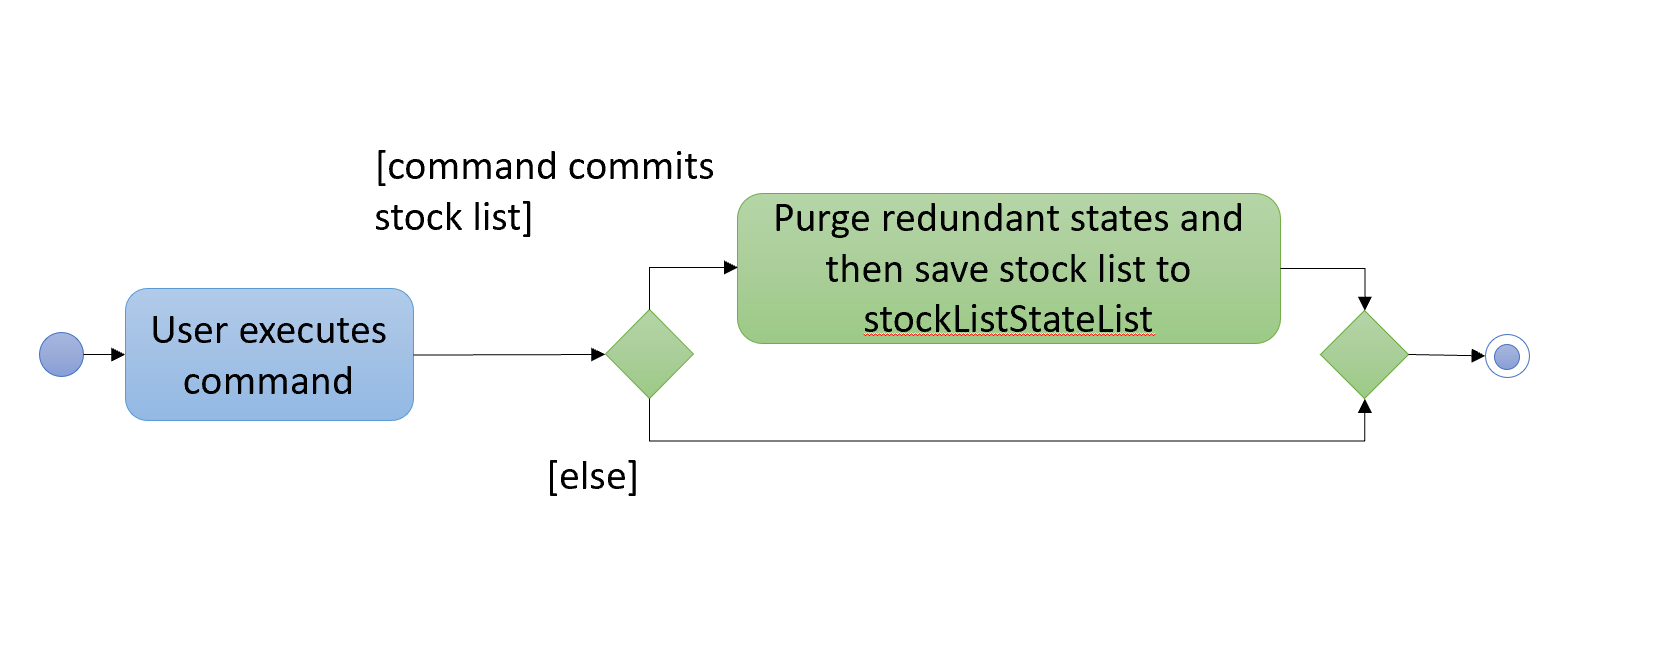 [command commits
stock list]
Purge redundant states and
then save stock list to
stockListStateList
User executes
command
[else]